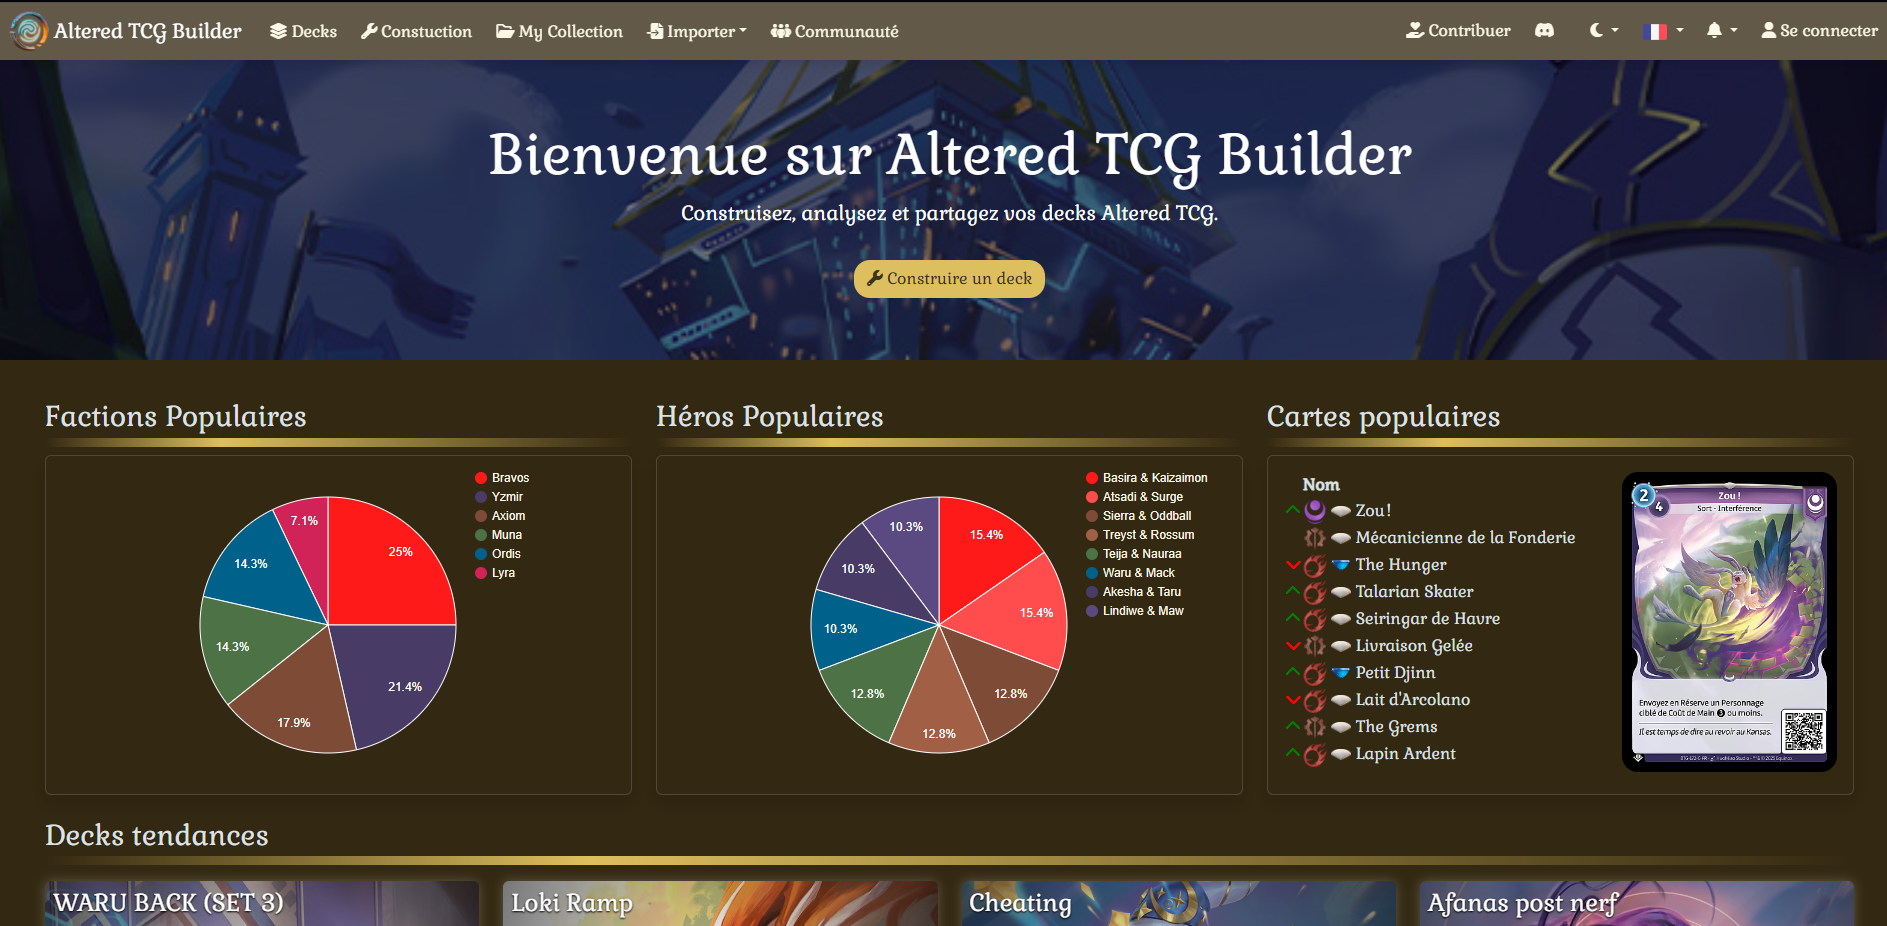 Altered TCG Builder
Decks
Constuction
My Collection
Importer
Communauté
Contribuer
Se connecter
Bienvenue sur Altered TCG Builder
Construisez, analysez et partagez vos decks Altered TCG.
Construire un deck
Factions Populaires
Bravos
Yzmir
Axiom
Muna
Ordis
Lyra
25%
21.4%
17.9%
14.3%
14.3%
7.1%
Héros Populaires
Basira & Kaizaimon
Atsadi & Surge
Sierra & Oddball
Treyst & Rossum
Teija & Nauraa
Waru & Mack
Akesha & Taru
Lindiwe & Maw
15.4%
15.4%
12.8%
12.8%
12.8%
10.3%
10.3%
10.3%
Cartes populaires
Nom
Zou!
Mécanicienne de la Fonderie
The Hunger
Talarian Skater
Seiringar de Havre
Livraison Gelée
Petit Djinn
Lait d'Arcolano
The Grems
Lapin Ardent
2
4
Zou !
Sort - Interférence
Envoyez en Réserve un Personnage
ciblé de Coût de Main 3 ou moins.
Il est temps de dire au revoir au Kansas.
Decks tendances
WARU BACK (SET 3)
Loki Ramp
Cheating
Afanas post nerf